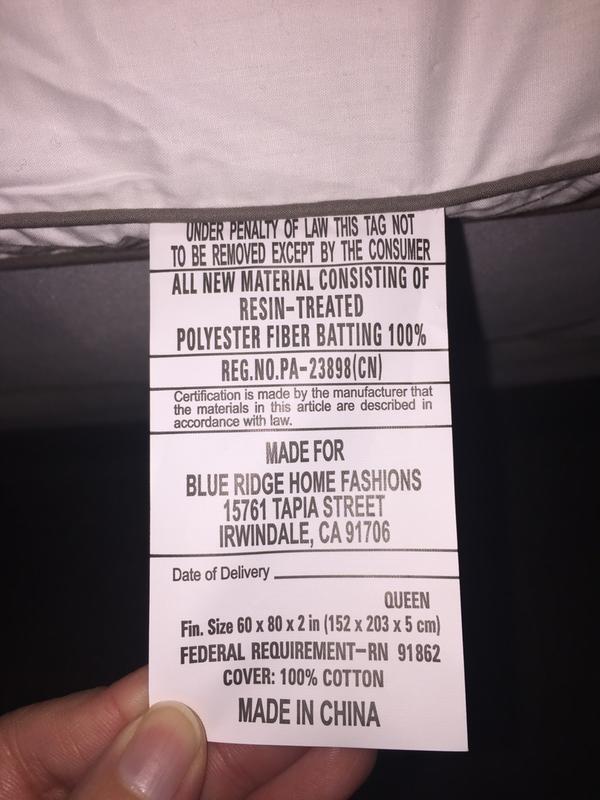 UNDER PENALTY OF LAW THIS TAG NOT
TO BE REMOVED EXCEPT BY THE CONSUMER
ALL NEW MATERIAL CONSISTING OF
RESIN-TREATED
POLYESTER FIBER BATTING 100%
REG.NO.PA-23898(CN)
Certification is made by the manufacturer that
the materials in this article are described in
accordance with law.
MADE FOR
BLUE RIDGE HOME FASHIONS
15761 TAPIA STREET
IRWINDALE, CA 91706
Date of Delivery
QUEEN
Fin. Size 60 x 80 x 2 in (152 x 203 x 5 cm)
FEDERAL REQUIREMENT-RN 91862
COVER: 100% COTTON
MADE IN CHINA